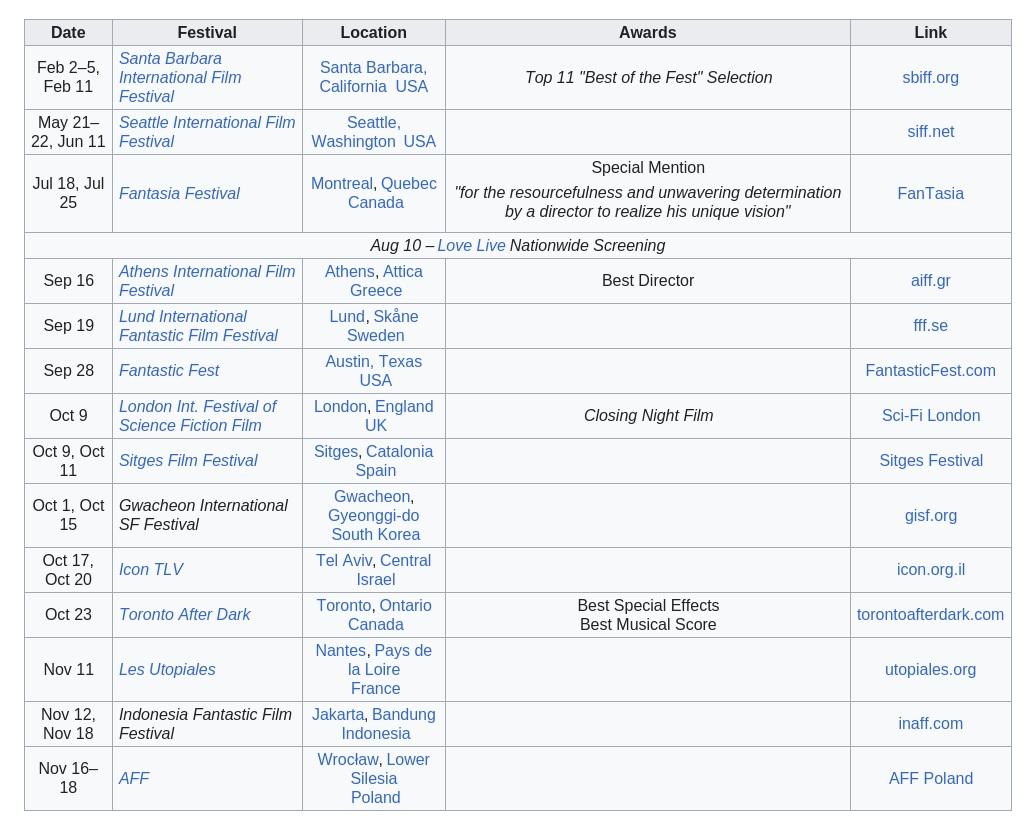 Date Festival Location Awards Link
Feb 2–5,
Feb 11
Santa Barbara
International Film
Festival
Santa Barbara,
California USA
Top 11 "Best of the Fest" Selection
sbiff.org
May 21–
22, Jun 11
Seattle International Film
Festival
Seattle,
Washington USA
siff.net
Jul 18, Jul
25
Fantasia Festival
Montreal, Quebec
Canada
Special Mention
"for the resourcefulness and unwavering determination
by a director to realize his unique vision"
FanTasia
Aug 10 – Love Live Nationwide Screening
Sep 16
Athens International Film
Festival
Athens, Attica
Greece
Best Director
aiff.gr
Sep 19
Lund International
Fantastic Film Festival
Lund, Skåne
Sweden
fff.se
Sep 28
Fantastic Fest
Austin, Texas
USA
FantasticFest.com
Oct 9
London Int. Festival of
Science Fiction Film
London, England
UK
Closing Night Film
Sci-Fi London
Oct 9, Oct
11
Sitges Film Festival
Sitges, Catalonia
Spain
Sitges Festival
Oct 1, Oct
15
Gwacheon International
SF Festival
Gwacheon,
Gyeonggi-do
South Korea
gisf.org
Oct 17,
Oct 20
Icon TLV
Tel Aviv, Central
Israel
icon.org.il
Oct 23
Toronto After Dark
Toronto, Ontario
Canada
Best Special Effects
Best Musical Score
torontoafterdark.com
Nov 11
Les Utopiales
Nantes, Pays de
la Loire
France
utopiales.org
Nov 12,
Nov 18
Indonesia Fantastic Film
Festival
Jakarta, Bandung
Indonesia
inaff.com
Nov 16–
18
AFF
Wrocław, Lower
Silesia
Poland
AFF Poland